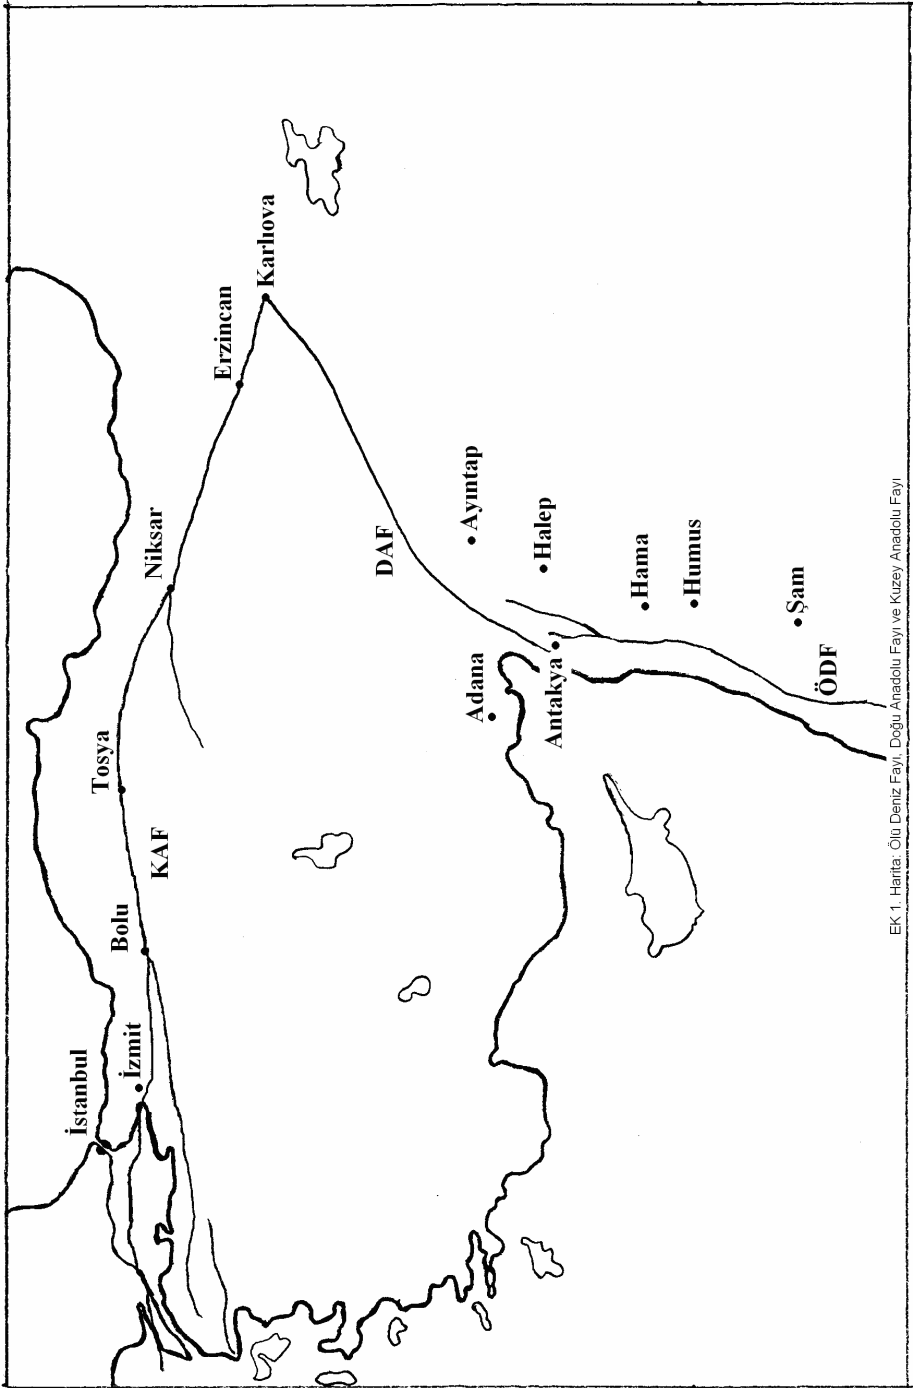 İstanbul
İzmit
Bolu
KAF
Tosya
Niksar
Erzincan
Karlıova
DAF
Ayıntap
Adana
Antakya
Halep
Hama
Humus
Şam
ÖDF
EK 1. Harita: Ölü Deniz Fayı, Doğu Anadolu Fayı ve Kuzey Anadolu Fayı